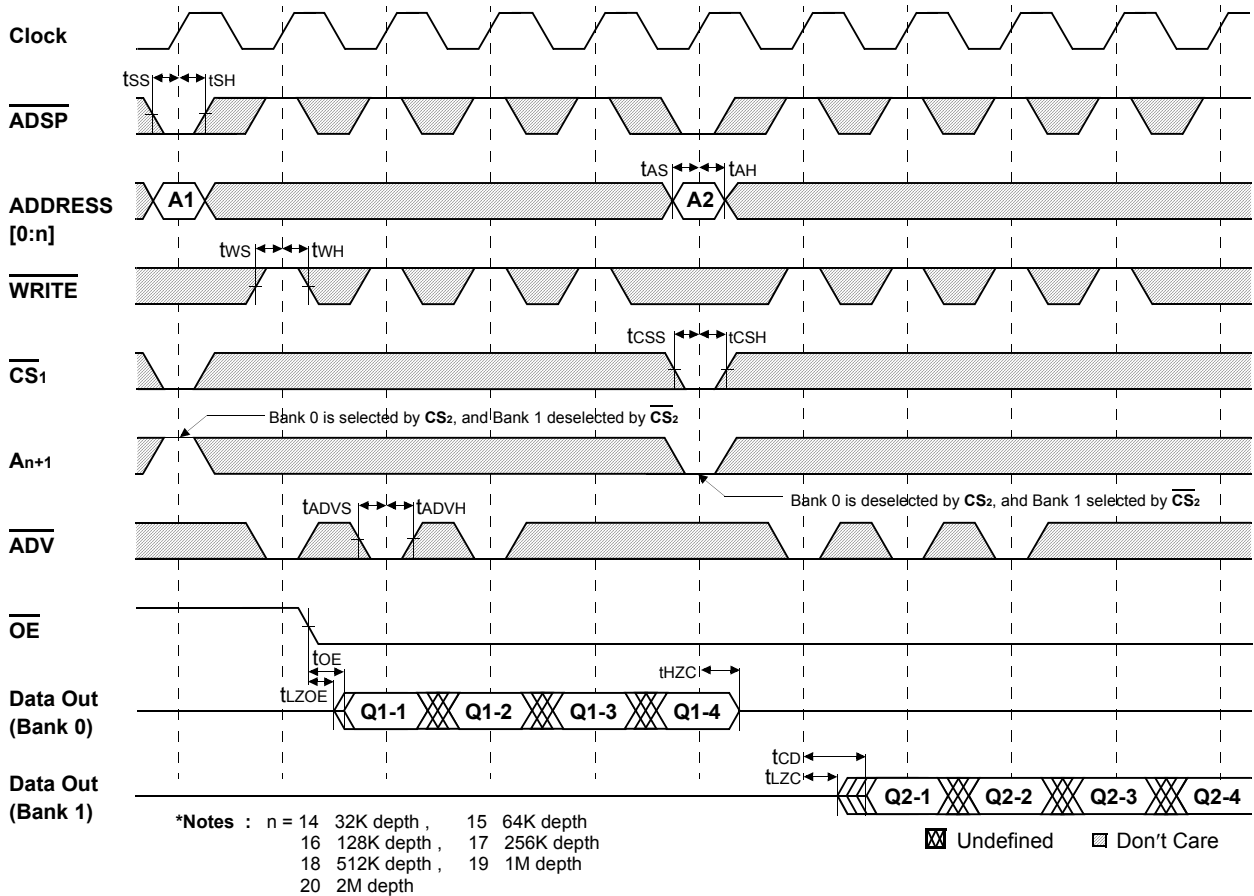 Clock
tSS tSH
ADSP
tAS tAH
ADDRESS
[0:n]
A1 A2
tWS tWH
WRITE
tCSS tCSH
CS1
Bank 0 is selected by CS2, and Bank 1 deselected by CS2
An+1
Bank 0 is deselected by CS2, and Bank 1 selected by CS2
tADVS tADVH
ADV
OE
tOE
tHZC
tLZOE
Data Out
(Bank 0)
Q1-1 Q1-2 Q1-3 Q1-4
tCD
tLZC
Data Out
(Bank 1)
Q2-1 Q2-2 Q2-3 Q2-4
*Notes : n = 14 32K depth , 15 64K depth
16 128K depth , 17 256K depth
18 512K depth , 19 1M depth
20 2M depth
Undefined Don't Care